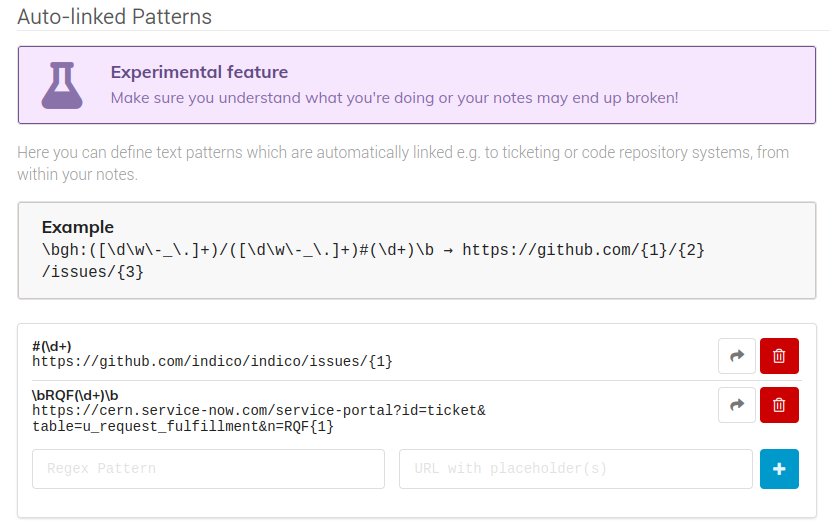 Auto-linked Patterns
Experimental feature
Make sure you understand what you're doing or your notes may end up broken!
Here you can define text patterns which are automatically linked e.g. to ticketing or code repository systems, from
within your notes.
Example
\bgh:([\d\w\-_\.]+)/([\d\w\-_\.]+)#(\d+)\b → https://github.com/{1}/{2}
/issues/{3}
#(\d+)
https://github.com/indico/indico/issues/{1}
\bRQF(\d+)\b
https://cern.service-now.com/service-portal?id=ticket&
table=u_request_fulfillment&n=RQF{1}
Regex Pattern
URL with placeholder(s)